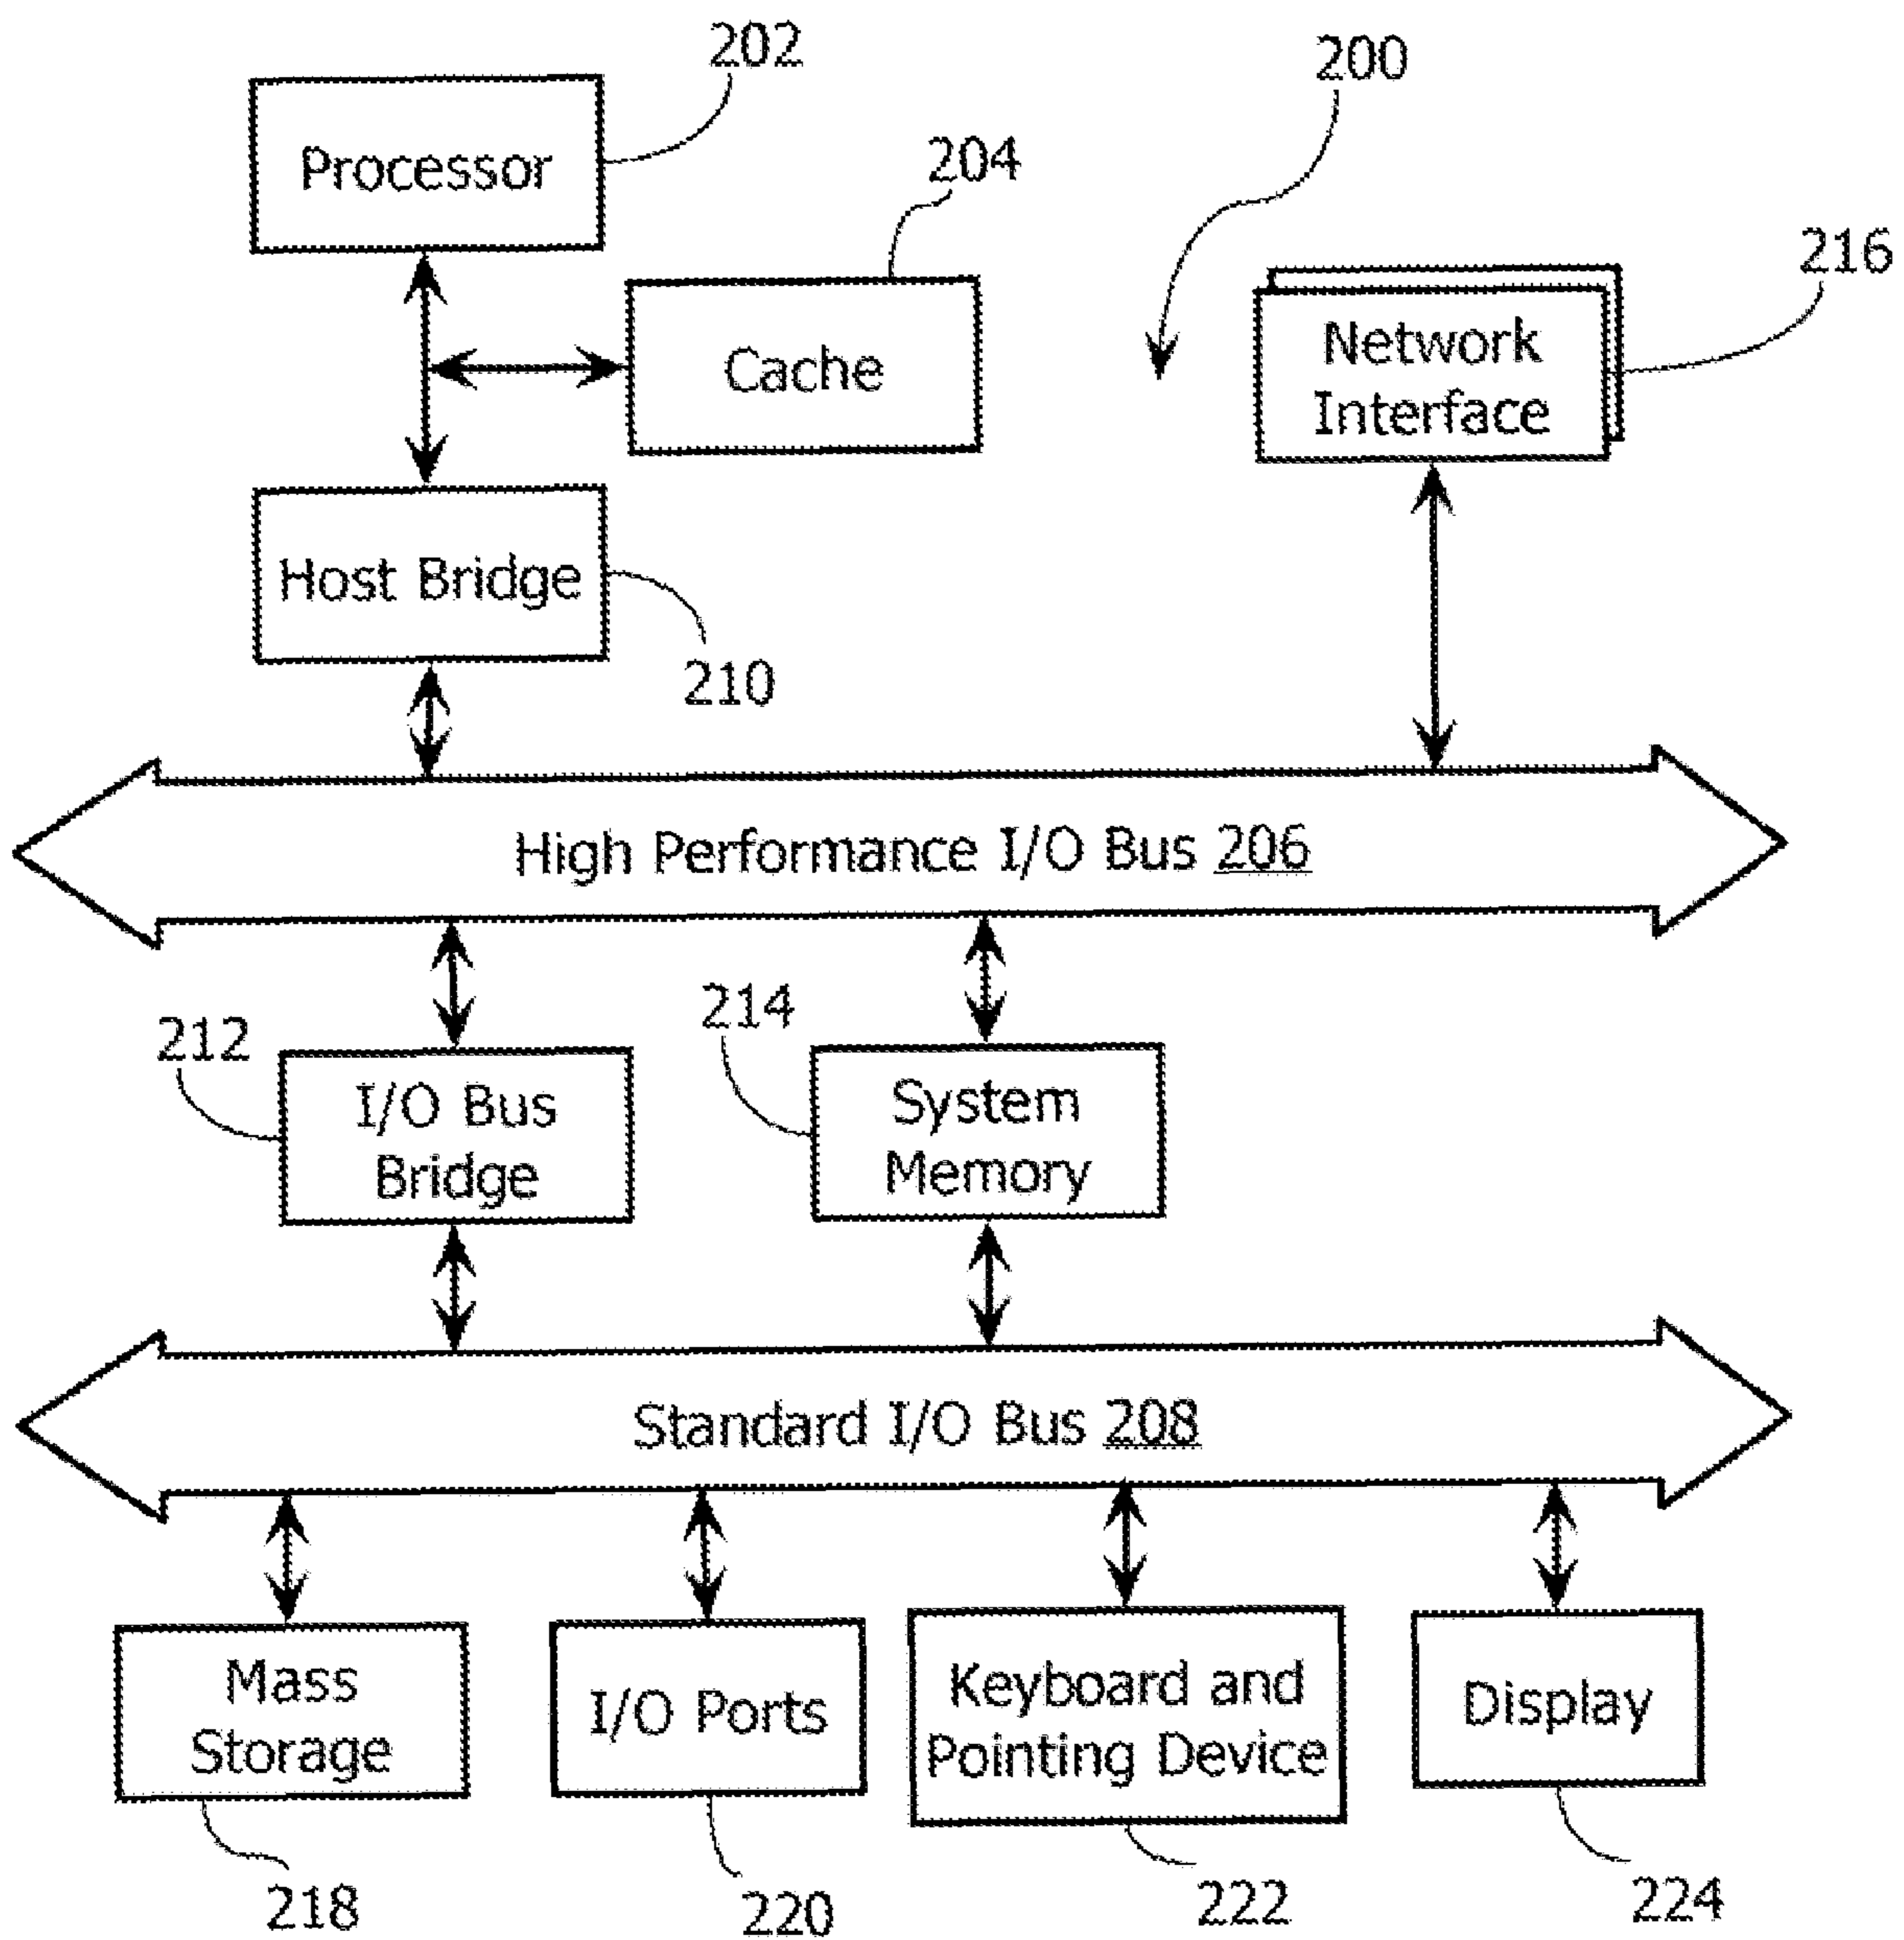 202
200
Processor
204
216
Cache
Network
Interface
Host Bridge
210
High Performance I/O Bus 206
212
214
I/O Bus
Bridge
System
Memory
Standard I/O Bus 208
Mass
Storage
I/O Ports
Keyboard and
Pointing Device
Display
218
220
222
224